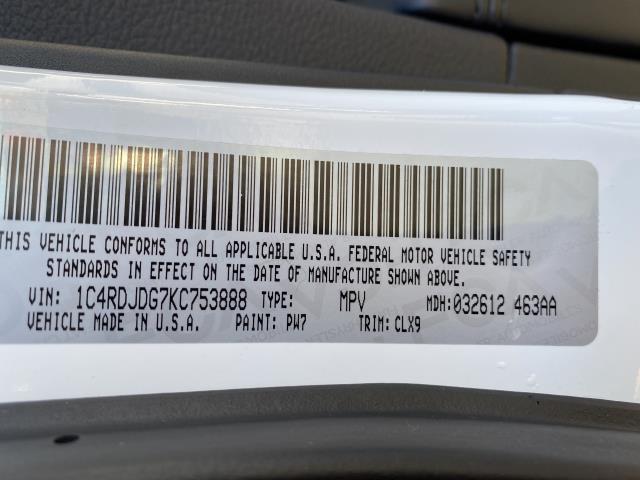 THIS VEHICLE CONFORMS TO ALL APPLICABLE U.S.A. FEDERAL MOTOR VEHICLE SAFETY
STANDARDS IN EFFECT ON THE DATE OF MANUFACTURE SHOWN ABOVE.
VIN: 1C4RDJDG7KC753888 TYPE: MPV MDH:032612 463AA
VEHICLE MADE IN U.S.A. PAINT: PW7 TRIM: CLX9